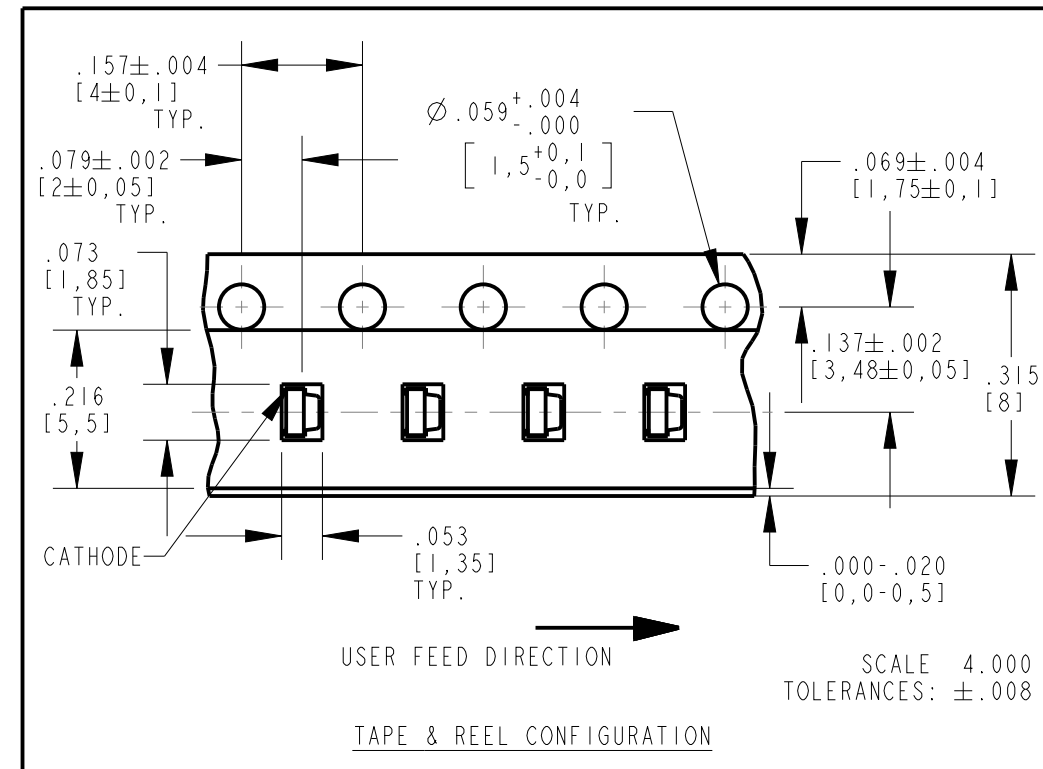 .157±.004
[4±0,1]
TYP.
Ø.059+.004
-.000
[1,5+0,1
-0,0]
TYP.
.079±.002
[2±0,05]
TYP.
.069±.004
[1,75±0,1]
.073
[1,85]
TYP.
.137±.002
[3,48±0,05]
.315
[8]
.216
[5,5]
CATHODE
.053
[1,35]
TYP.
.000-.020
[0,0-0,5]
USER FEED DIRECTION
SCALE 4.000
TOLERANCES: ±.008
TAPE & REEL CONFIGURATION